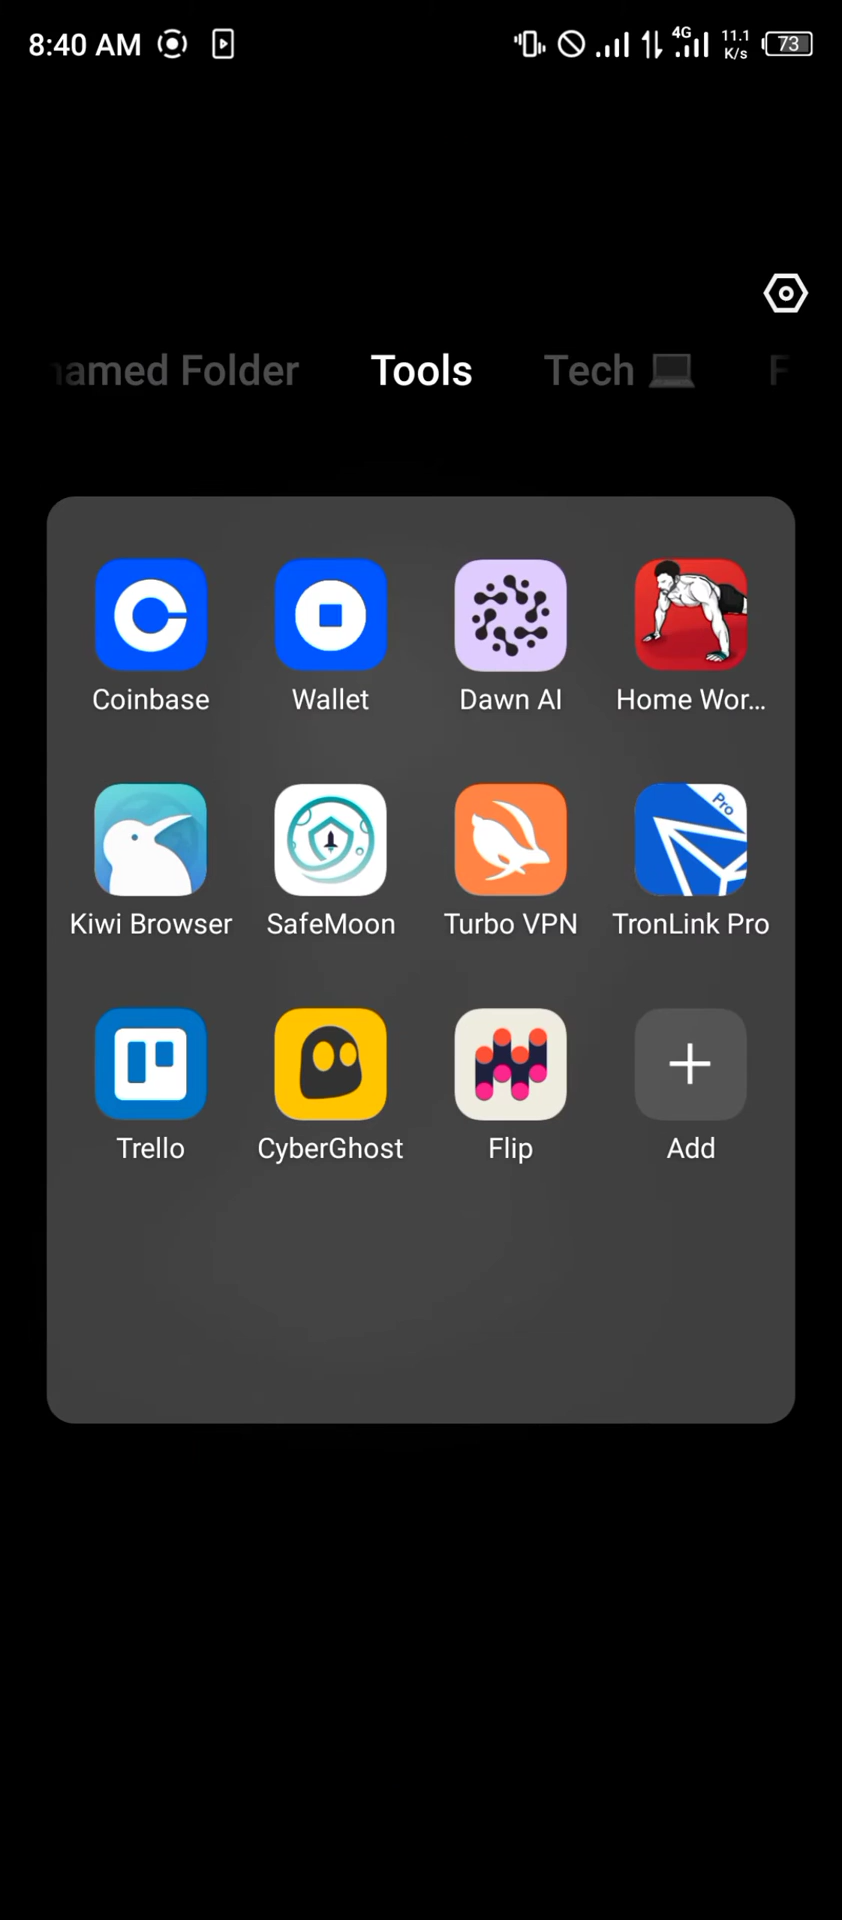 8:40 AM 4G 11.1 K/s 73
named Folder Tools Tech 💻 F
Coinbase Wallet Dawn AI Home Wor...
Pro
Kiwi Browser SafeMoon Turbo VPN TronLink Pro
Trello CyberGhost Flip Add